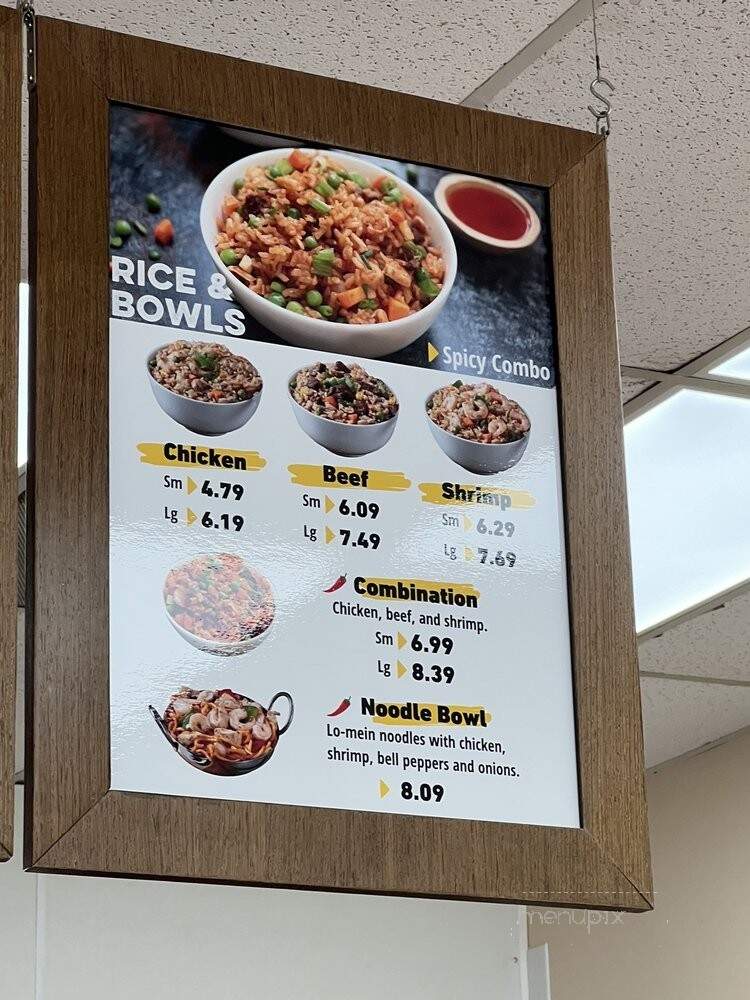 RICE &
BOWLS
Spicy Combo
Chicken
Sm 4.79
Lg 6.19
Beef
Sm 6.09
Lg 7.49
Shrimp
Sm 6.29
Lg 7.69
Combination
Chicken, beef, and shrimp.
Sm 6.99
Lg 8.39
Noodle Bowl
Lo-mein noodles with chicken,
shrimp, bell peppers and onions.
8.09
menupix